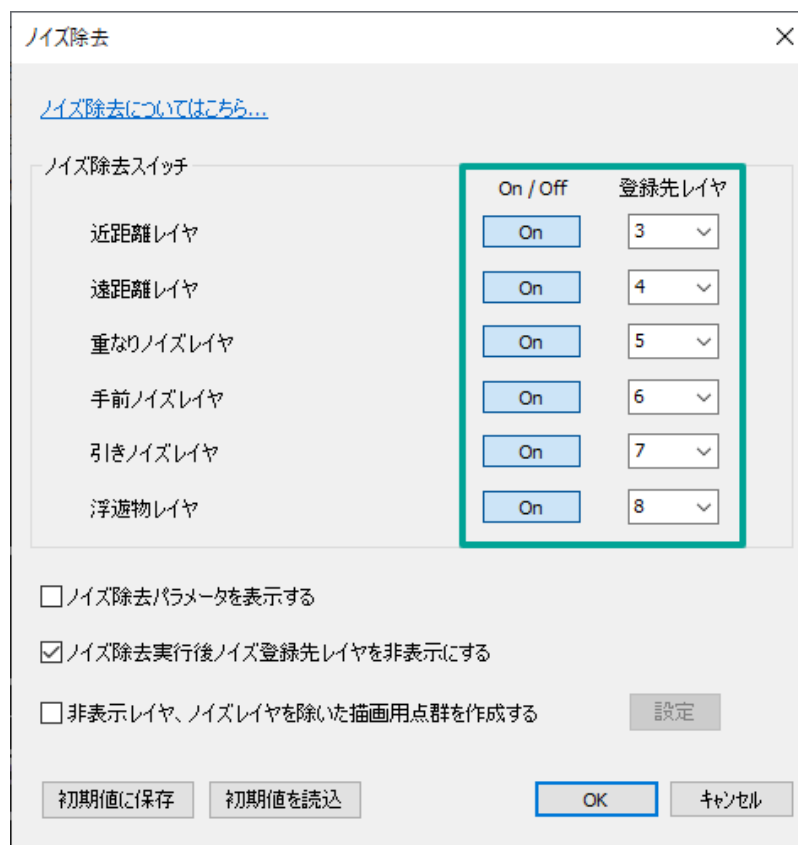 ノイズ除去
ノイズ除去についてはこちら...
ノイズ除去スイッチ
On / Off 登録先レイヤ
近距離レイヤ On 3
遠距離レイヤ On 4
重なりノイズレイヤ On 5
手前ノイズレイヤ On 6
引きノイズレイヤ On 7
浮遊物レイヤ On 8
ノイズ除去パラメータを表示する
ノイズ除去実行後ノイズ登録先レイヤを非表示にする
非表示レイヤ、ノイズレイヤを除いた描画用点群を作成する 設定
初期値に保存 初期値を読込 OK キャンセル